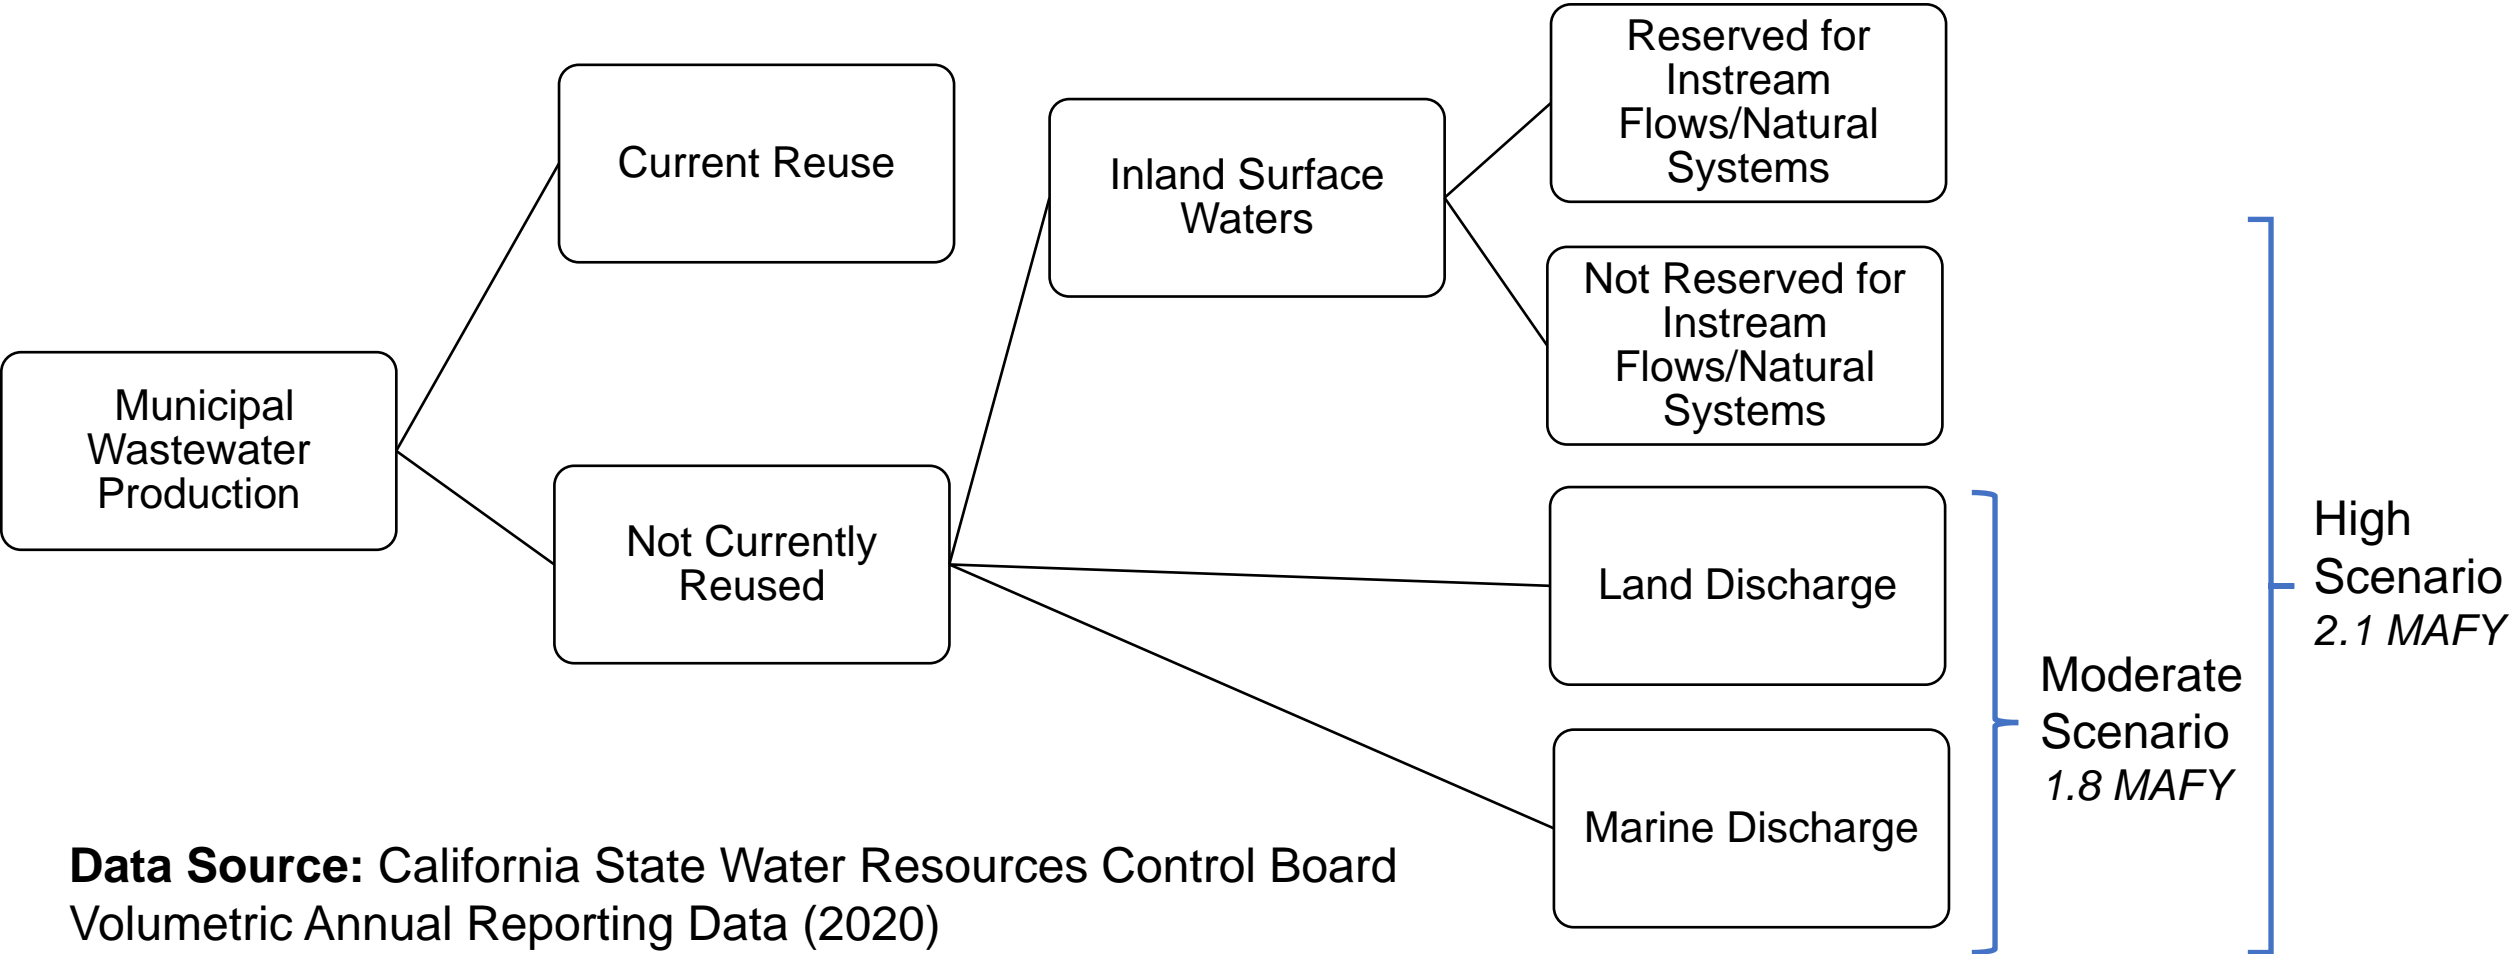 Municipal
Wastewater
Production
Current Reuse
Not Currently
Reused
Inland Surface
Waters
Reserved for
Instream
Flows/Natural
Systems
Not Reserved for
Instream
Flows/Natural
Systems
Land Discharge
Marine Discharge
Moderate
Scenario
1.8 MAFY
High
Scenario
2.1 MAFY
Data Source: California State Water Resources Control Board
Volumetric Annual Reporting Data (2020)